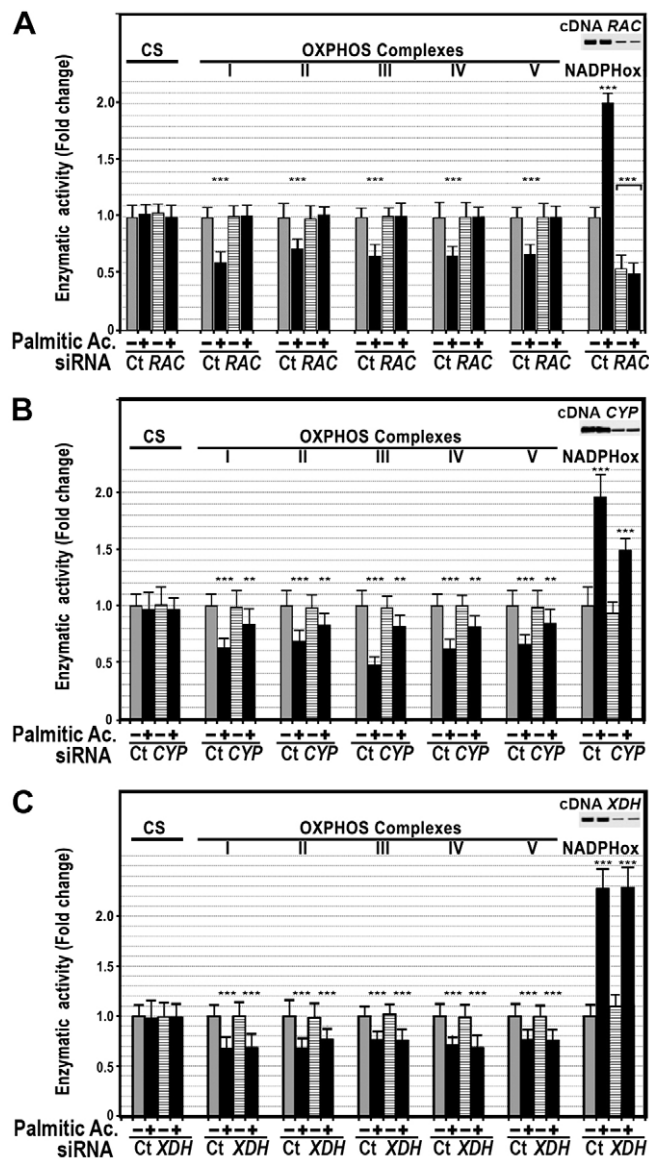 A
cDNA RAC
CS OXPHOS Complexes
I II III IV V NADPHox
Enzymatic activity (Fold change)
2.0
1.5
1.0
0.5
0
*** *** *** *** *** *** ***
Palmitic Ac. –+–+ –+–+ –+–+ –+–+ –+–+ –+–+ –+–+
siRNA Ct RAC Ct RAC Ct RAC Ct RAC Ct RAC Ct RAC Ct RAC
B
cDNA CYP
CS OXPHOS Complexes
I II III IV V NADPHox
Enzymatic activity (Fold change)
2.0
1.5
1.0
0.5
0
*** ** *** ** *** ** *** ** *** ** *** ***
Palmitic Ac. –+–+ –+–+ –+–+ –+–+ –+–+ –+–+ –+–+
siRNA Ct CYP Ct CYP Ct CYP Ct CYP Ct CYP Ct CYP Ct CYP
C
cDNA XDH
CS OXPHOS Complexes
I II III IV V NADPHox
Enzymatic activity (Fold change)
2.0
1.5
1.0
0.5
0
*** *** *** *** *** *** *** *** *** *** *** ***
Palmitic Ac. –+–+ –+–+ –+–+ –+–+ –+–+ –+–+ –+–+
siRNA Ct XDH Ct XDH Ct XDH Ct XDH Ct XDH Ct XDH Ct XDH